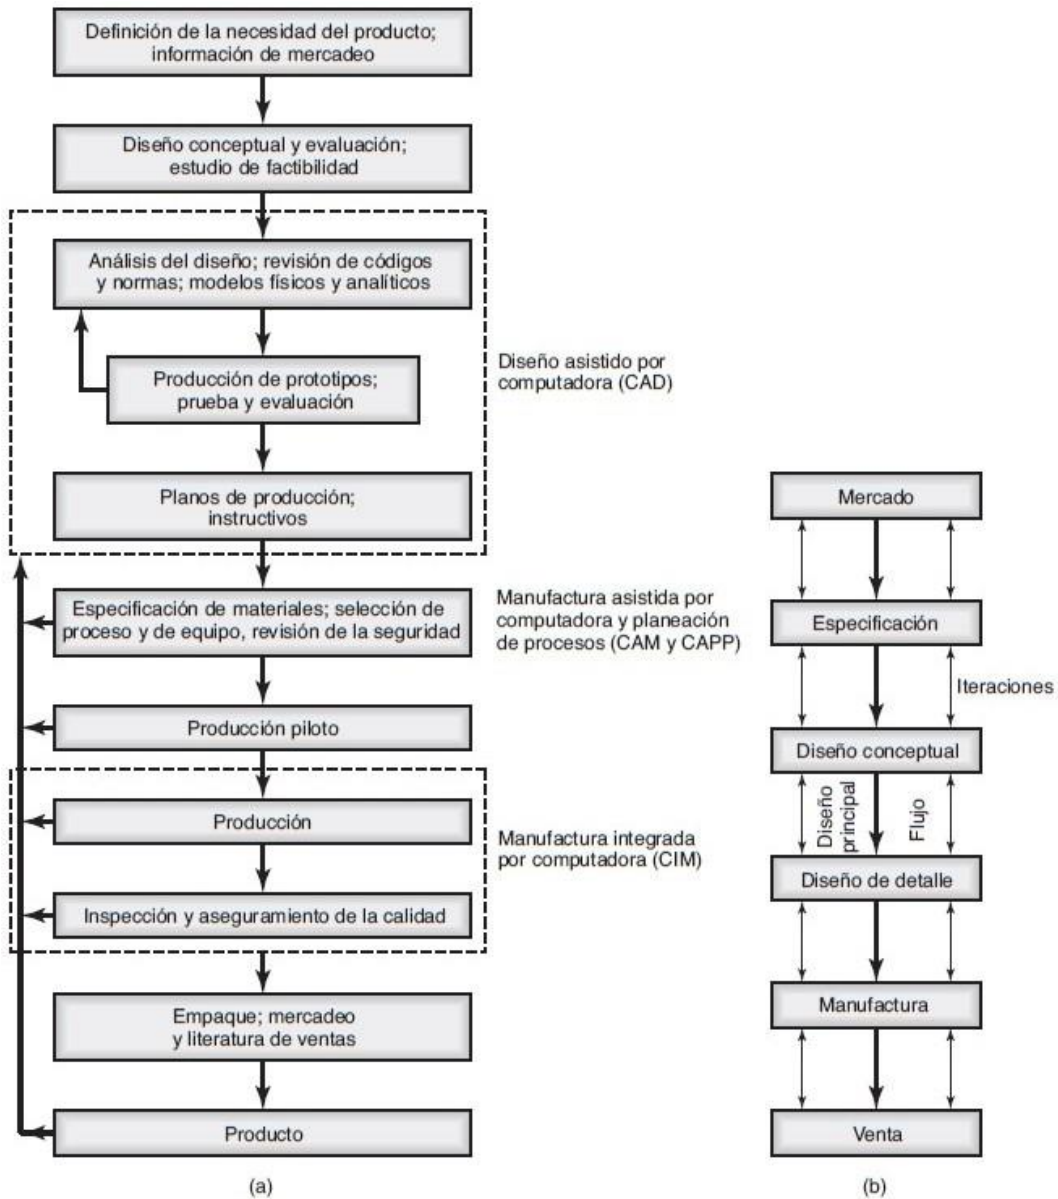 Definición de la necesidad del producto;
información de mercadeo
Diseño conceptual y evaluación;
estudio de factibilidad
Análisis del diseño; revisión de códigos
y normas; modelos físicos y analíticos
Producción de prototipos;
prueba y evaluación
Diseño asistido por
computadora (CAD)
Planos de producción;
instructivos
Especificación de materiales; selección de
proceso y de equipo, revisión de la seguridad
Manufactura asistida por
computadora y planeación
de procesos (CAM y CAPP)
Producción piloto
Producción
Manufactura integrada
por computadora (CIM)
Inspección y aseguramiento de la calidad
Empaque; mercadeo
y literatura de ventas
Producto
(a)
Mercado
Especificación
Iteraciones
Diseño conceptual
Diseño
principal
Flujo
Diseño de detalle
Manufactura
Venta
(b)